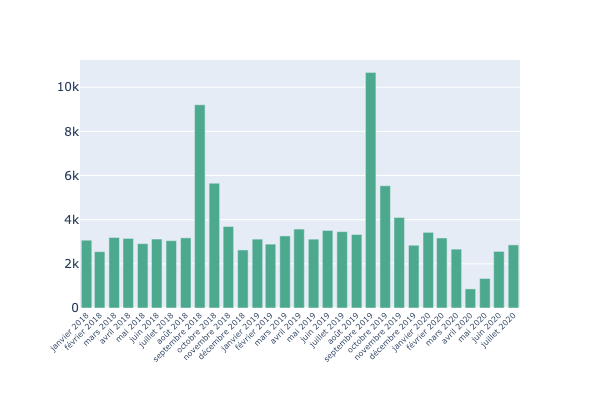 10k
8k
6k
4k
2k
0
janvier 2018
février 2018
mars 2018
avril 2018
mai 2018
juin 2018
juillet 2018
août 2018
septembre 2018
octobre 2018
novembre 2018
décembre 2018
janvier 2019
février 2019
mars 2019
avril 2019
mai 2019
juin 2019
juillet 2019
août 2019
septembre 2019
octobre 2019
novembre 2019
décembre 2019
janvier 2020
février 2020
mars 2020
avril 2020
mai 2020
juin 2020
juillet 2020